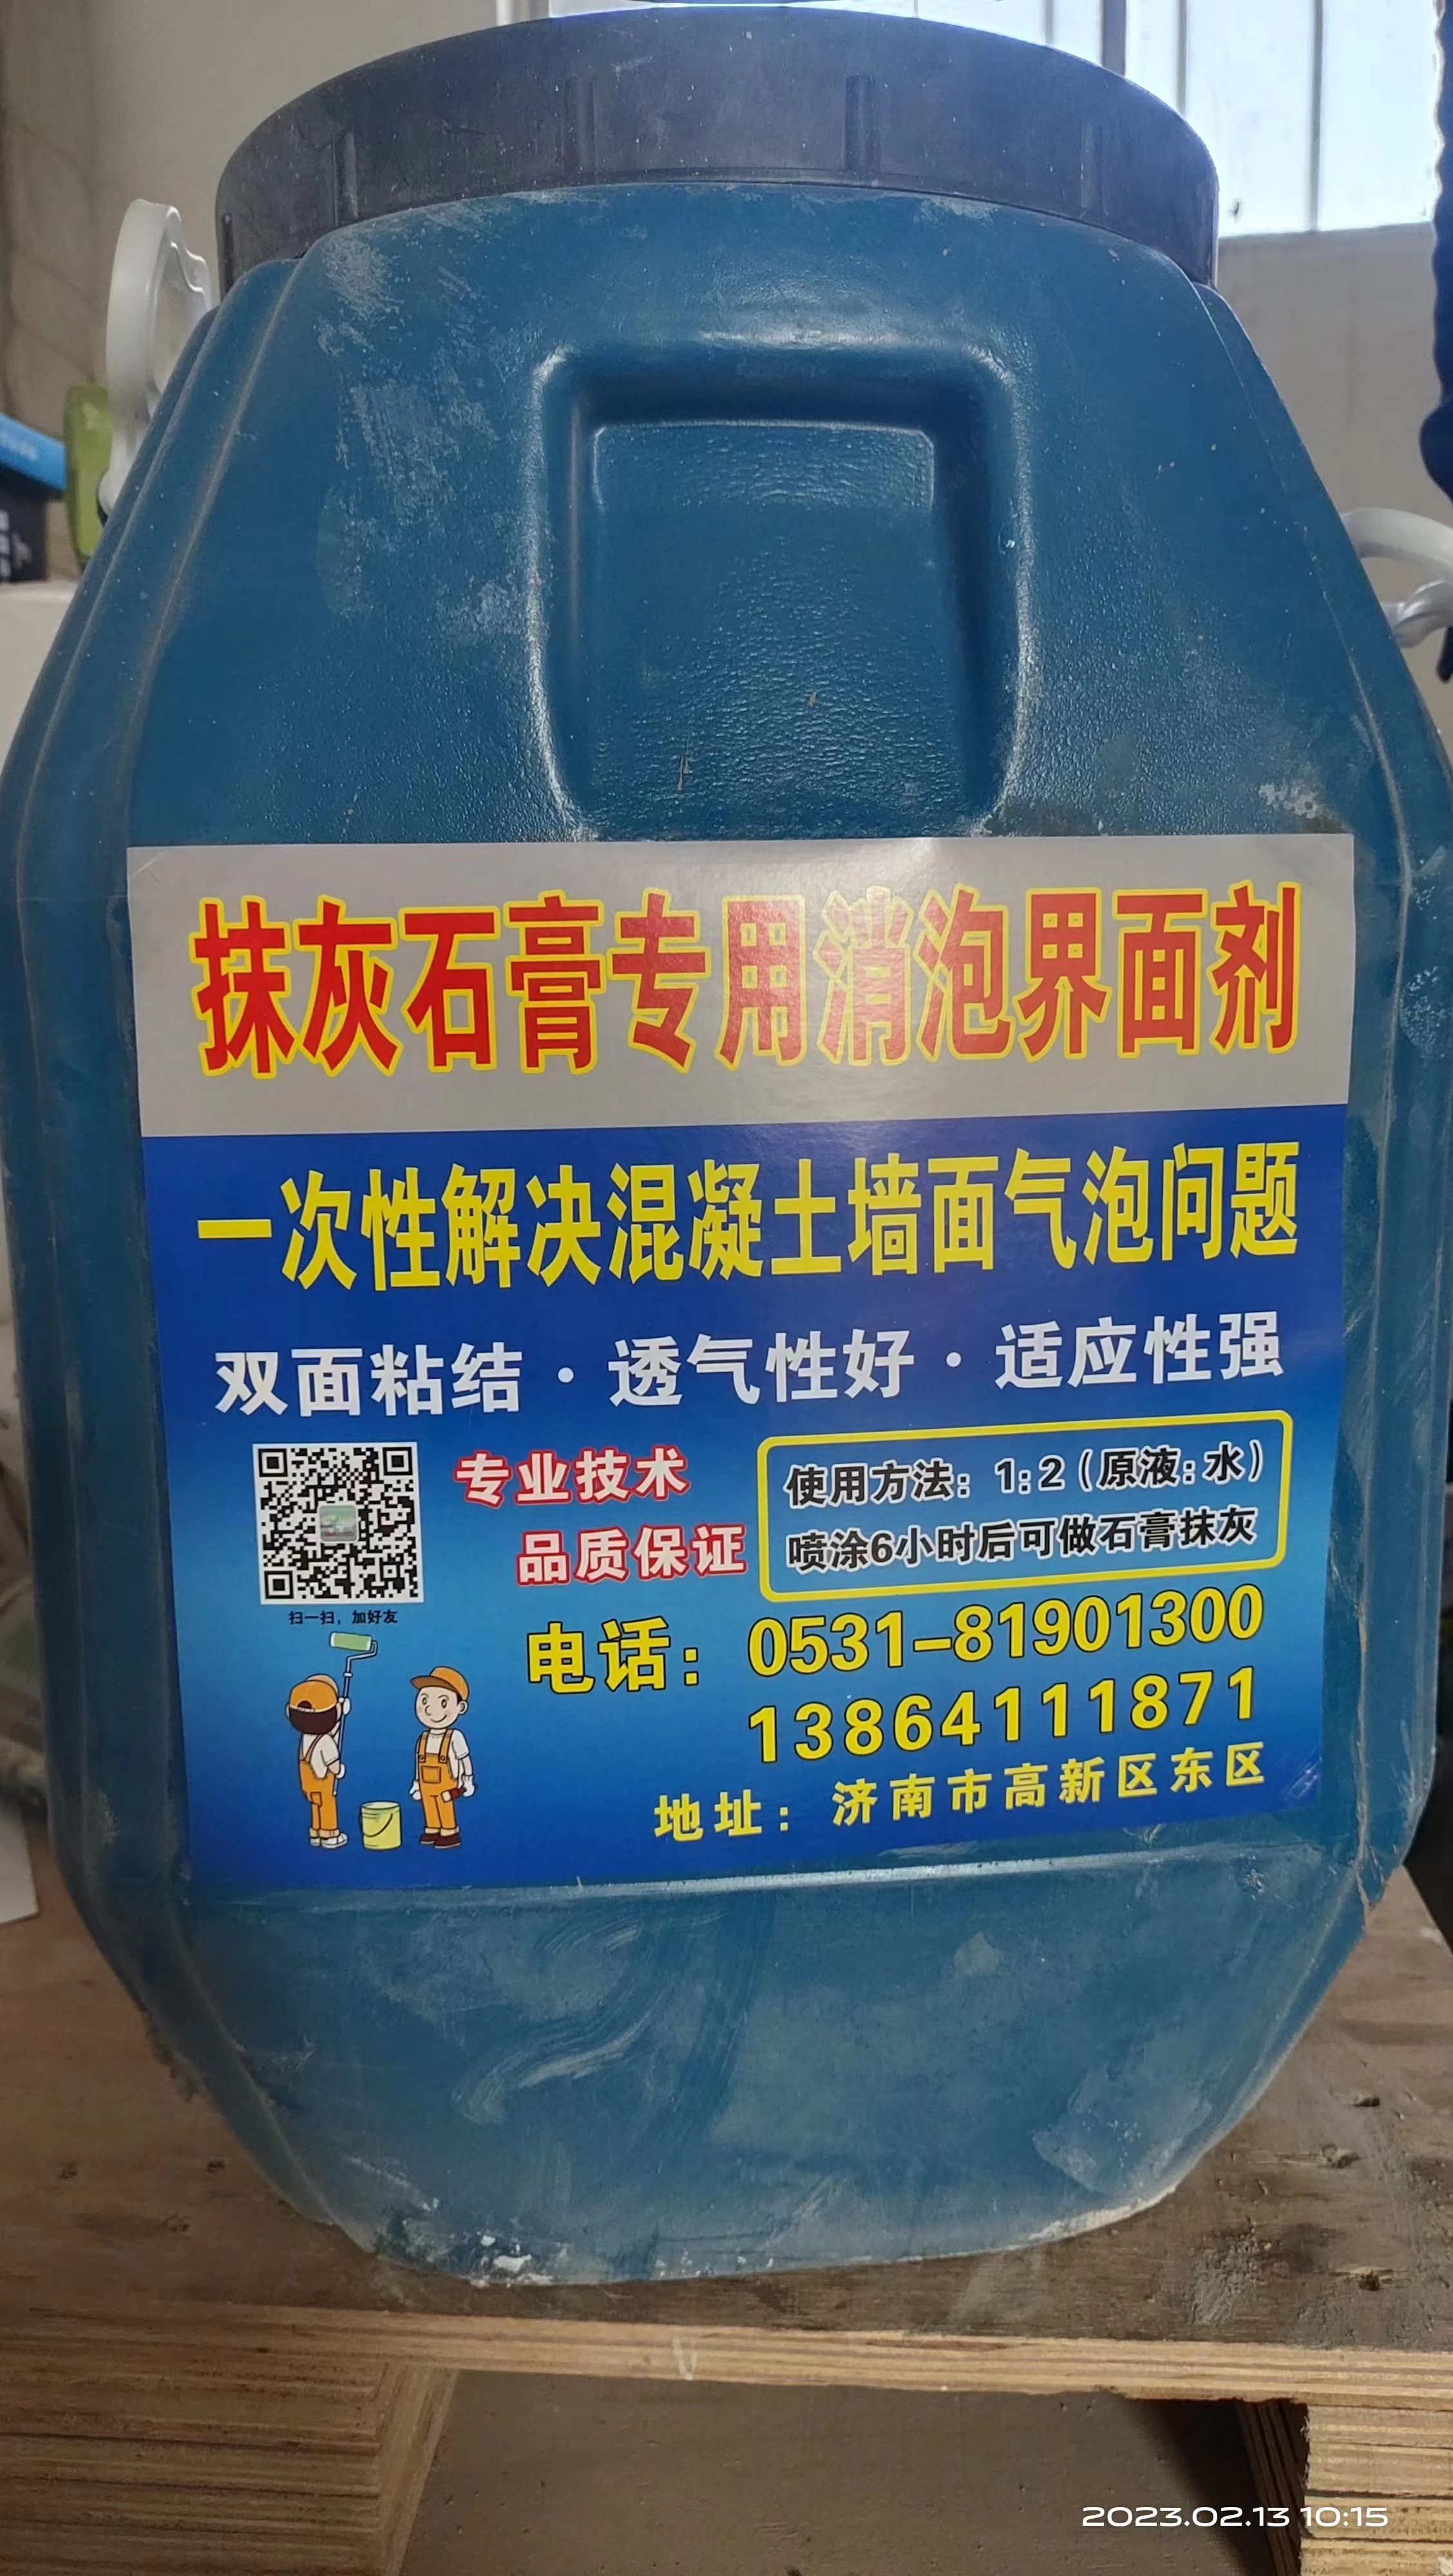 抹灰石膏专用消泡界面剂
一次性解决混凝土墙面气泡问题
双面粘结·透气性好·适应性强
专业技术
品质保证
使用方法：1:2（原液:水）
喷涂6小时后可做石膏抹灰
扫一扫，加好友
电话：0531-81901300
13864111871
地址：济南市高新区东区
2023.02.13 10:15